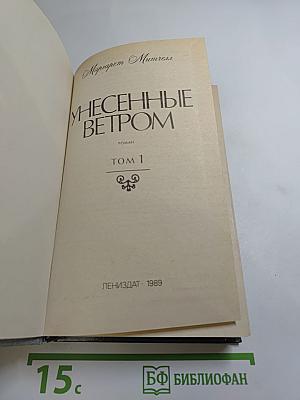 Маргарет Митчелл
УНЕСЕННЫЕ
ВЕТРОМ
РОМАН
ТОМ 1
ЛЕНИЗДАТ · 1989
15с
БФ БИБЛИОФАН